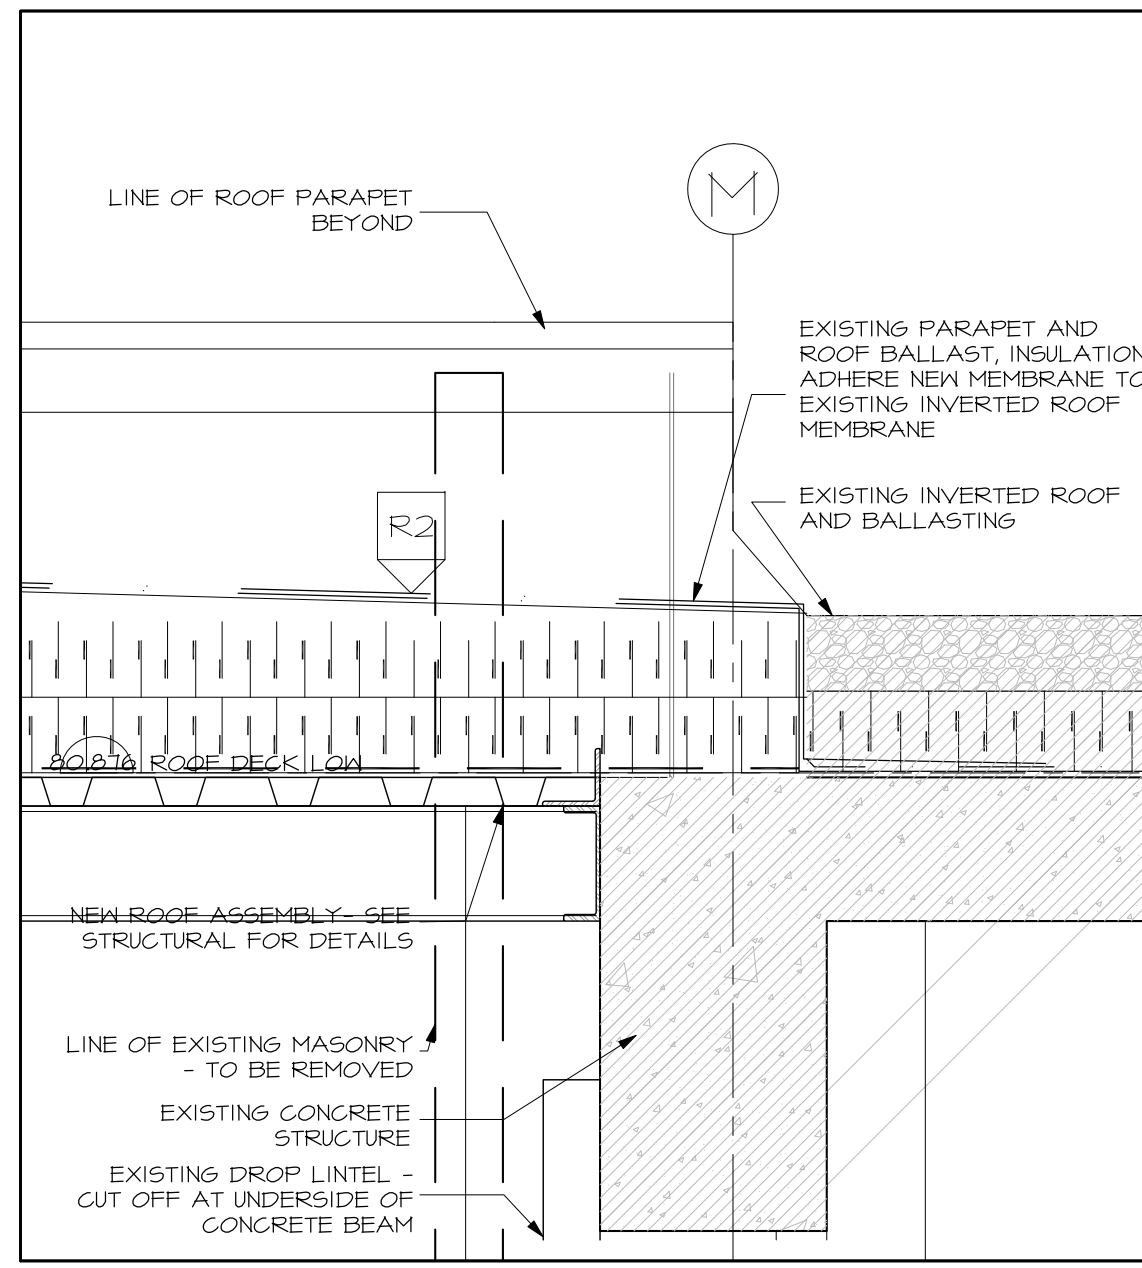 LINE OF ROOF PARAPET
BEYOND
M
EXISTING PARAPET AND
ROOF BALLAST, INSULATION
ADHERE NEW MEMBRANE TO
EXISTING INVERTED ROOF
MEMBRANE
EXISTING INVERTED ROOF
AND BALLASTING
R2
80.876 ROOF DECK LOW
NEW ROOF ASSEMBLY- SEE
STRUCTURAL FOR DETAILS
LINE OF EXISTING MASONRY
- TO BE REMOVED
EXISTING CONCRETE
STRUCTURE
EXISTING DROP LINTEL -
CUT OFF AT UNDERSIDE OF
CONCRETE BEAM